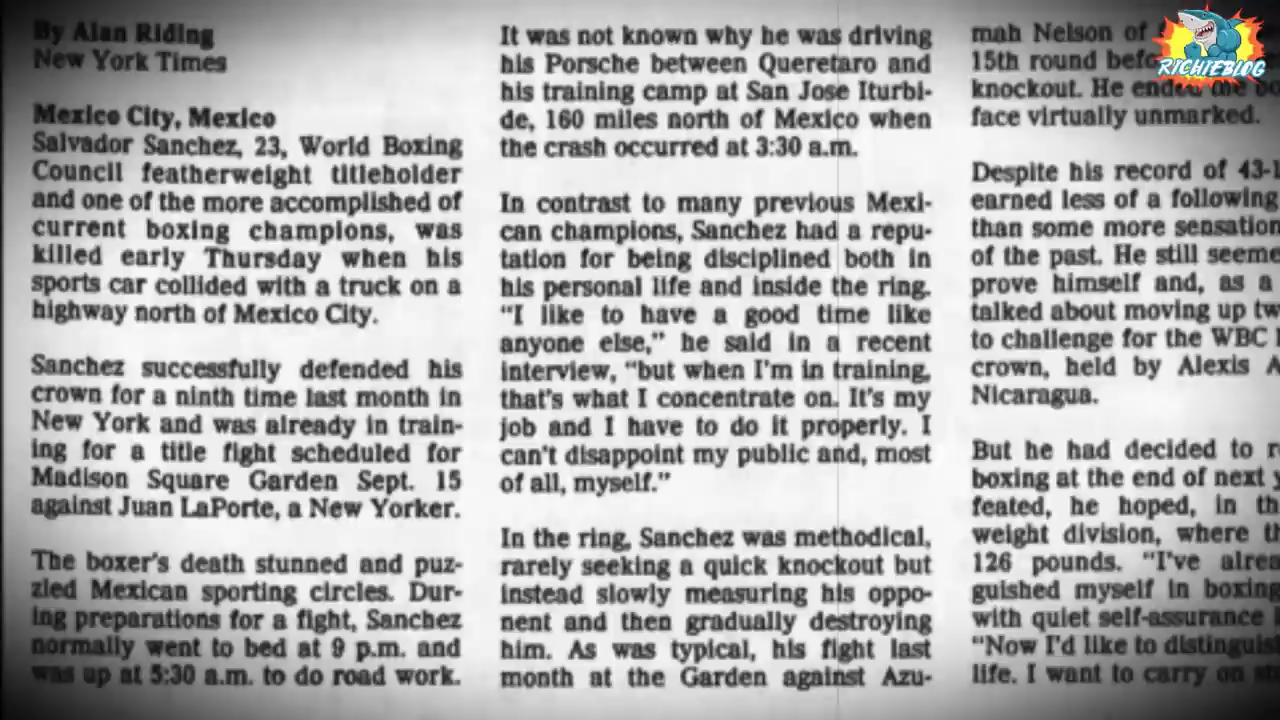 By Alan Riding
New York Times
Mexico City, Mexico
Salvador Sanchez, 23, World Boxing
Council featherweight titleholder
and one of the more accomplished of
current boxing champions, was
killed early Thursday when his
sports car collided with a truck on a
highway north of Mexico City.
Sanchez successfully defended his
crown for a ninth time last month in
New York and was already in train-
ing for a title fight scheduled for
Madison Square Garden Sept. 15
against Juan LaPorte, a New Yorker.
The boxer's death stunned and puz-
zled Mexican sporting circles. Dur-
ing preparations for a fight, Sanchez
normally went to bed at 9 p.m. and
was up at 5:30 a.m. to do road work.
It was not known why he was driving
his Porsche between Queretaro and
his training camp at San Jose Iturbi-
de, 160 miles north of Mexico when
the crash occurred at 3:30 a.m.
In contrast to many previous Mexi-
can champions, Sanchez had a repu-
tation for being disciplined both in
his personal life and inside the ring.
“I like to have a good time like
anyone else,” he said in a recent
interview, “but when I'm in training,
that's what I concentrate on. It's my
job and I have to do it properly. I
can't disappoint my public and, most
of all, myself.”
In the ring, Sanchez was methodical,
rarely seeking a quick knockout but
instead slowly measuring his oppo-
nent and then gradually destroying
him. As was typical, his fight last
month at the Garden against Azu-
mah Nelson of
15th round
knockout. He ended
face virtually unmarked.
Despite his record of 43-1
earned less of a following
than some more
of the past. He still
prove himself and, as a
talked about moving up
to challenge for the WBC
crown, held by Alexis
Nicaragua.
But he had decided to
boxing at the end of next
feated, he hoped, in
weight division, where
126 pounds. “I've
guished myself in boxing
with quiet self-assurance
“Now I'd like to
life. I want to carry on
RICHIEBLOG